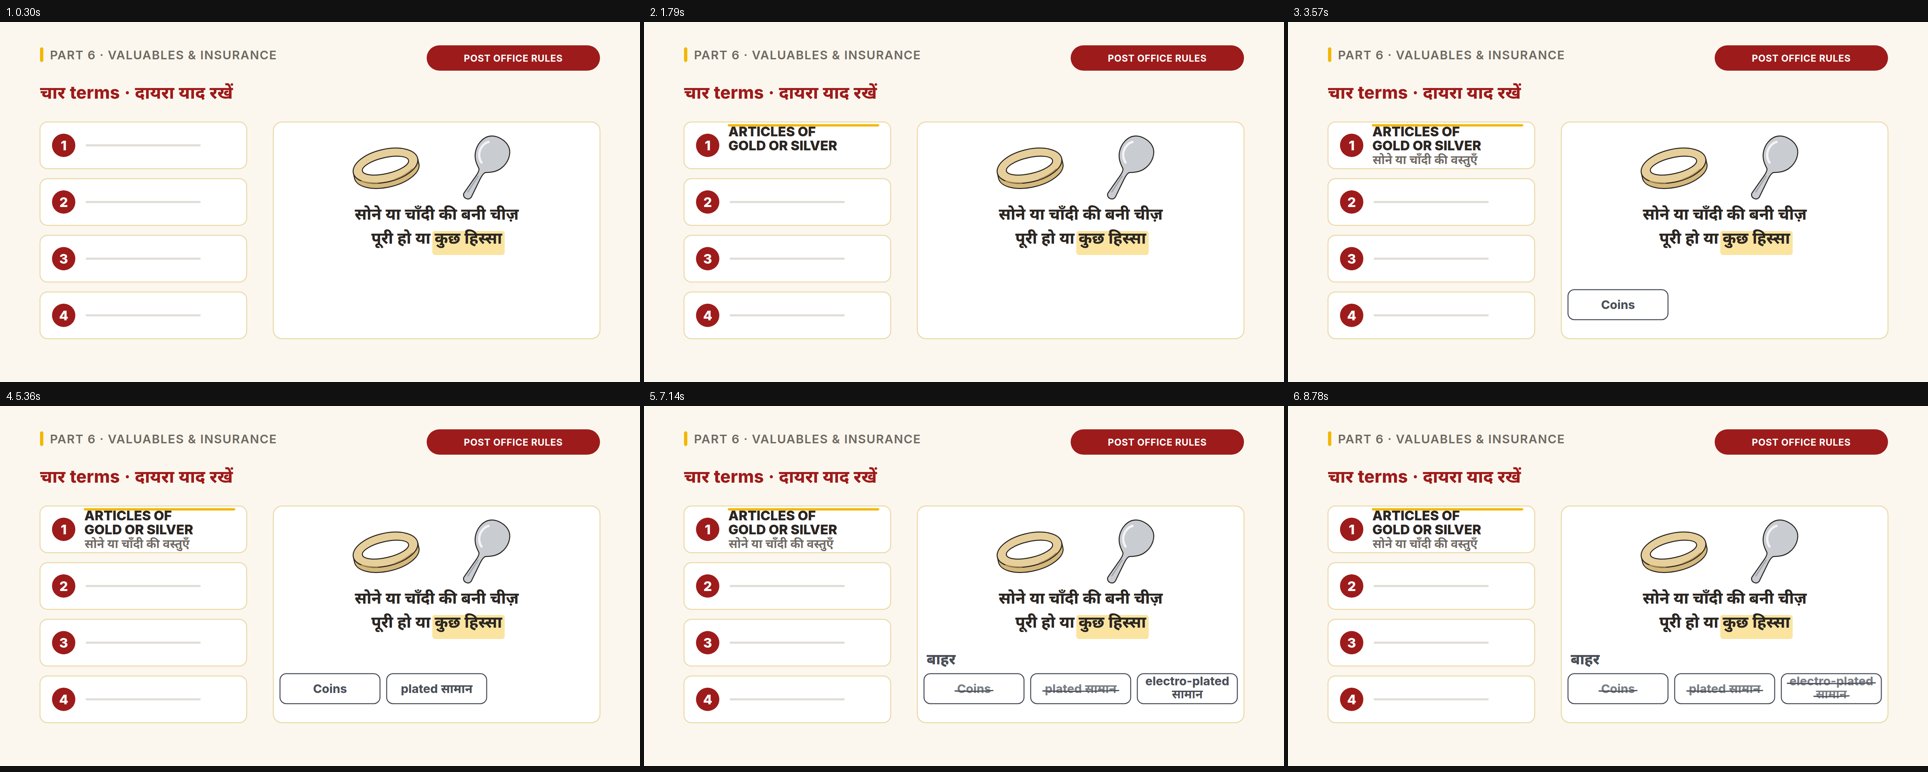 1. 0.30s
PART 6 · VALUABLES & INSURANCE
POST OFFICE RULES
चार terms · दायरा याद रखें
1
2
3
4
सोने या चाँदी की बनी चीज़
पूरी हो या कुछ हिस्सा
2. 1.79s
PART 6 · VALUABLES & INSURANCE
POST OFFICE RULES
चार terms · दायरा याद रखें
1
ARTICLES OF
GOLD OR SILVER
2
3
4
सोने या चाँदी की बनी चीज़
पूरी हो या कुछ हिस्सा
3. 3.57s
PART 6 · VALUABLES & INSURANCE
POST OFFICE RULES
चार terms · दायरा याद रखें
1
ARTICLES OF
GOLD OR SILVER
सोने या चाँदी की वस्तुएँ
2
3
4
सोने या चाँदी की बनी चीज़
पूरी हो या कुछ हिस्सा
Coins
4. 5.36s
PART 6 · VALUABLES & INSURANCE
POST OFFICE RULES
चार terms · दायरा याद रखें
1
ARTICLES OF
GOLD OR SILVER
सोने या चाँदी की वस्तुएँ
2
3
4
सोने या चाँदी की बनी चीज़
पूरी हो या कुछ हिस्सा
Coins
plated सामान
5. 7.14s
PART 6 · VALUABLES & INSURANCE
POST OFFICE RULES
चार terms · दायरा याद रखें
1
ARTICLES OF
GOLD OR SILVER
सोने या चाँदी की वस्तुएँ
2
3
4
सोने या चाँदी की बनी चीज़
पूरी हो या कुछ हिस्सा
बाहर
Coins
plated सामान
electro-plated
सामान
6. 8.78s
PART 6 · VALUABLES & INSURANCE
POST OFFICE RULES
चार terms · दायरा याद रखें
1
ARTICLES OF
GOLD OR SILVER
सोने या चाँदी की वस्तुएँ
2
3
4
सोने या चाँदी की बनी चीज़
पूरी हो या कुछ हिस्सा
बाहर
Coins
plated सामान
electro-plated
सामान